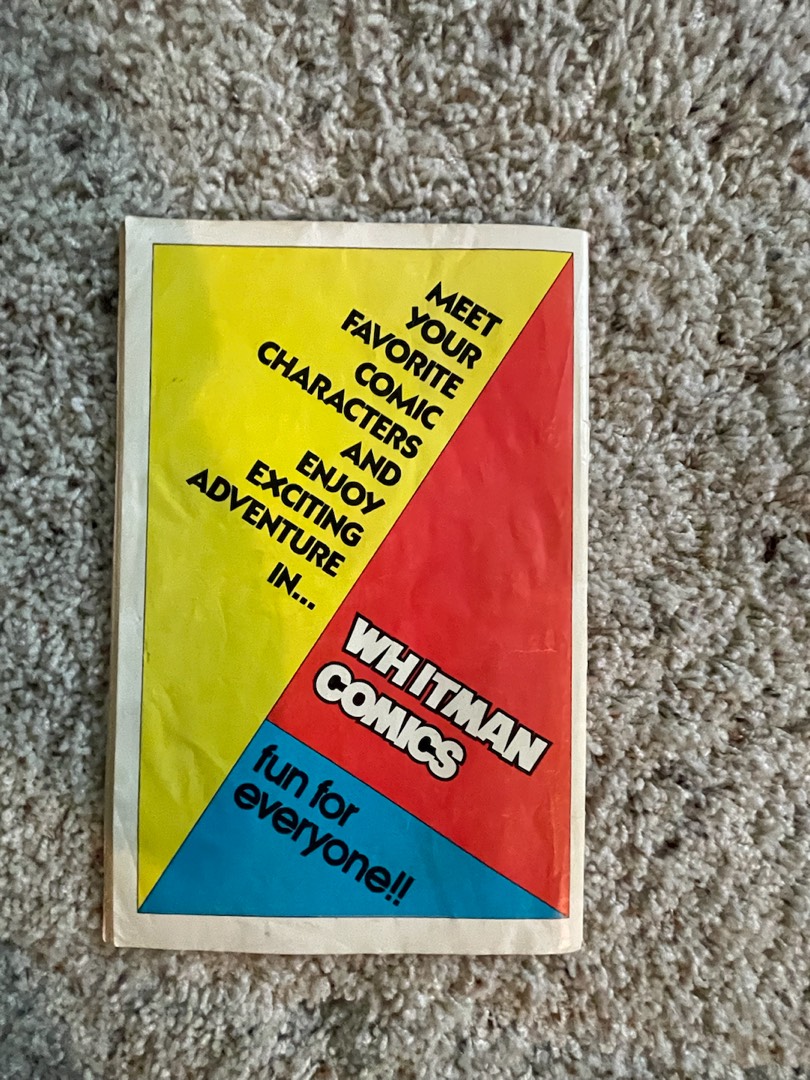 MEET
YOUR
FAVORITE
COMIC
CHARACTERS
AND
ENJOY
EXCITING
ADVENTURE
IN...
WHITMAN
COMICS
fun for
everyone!!